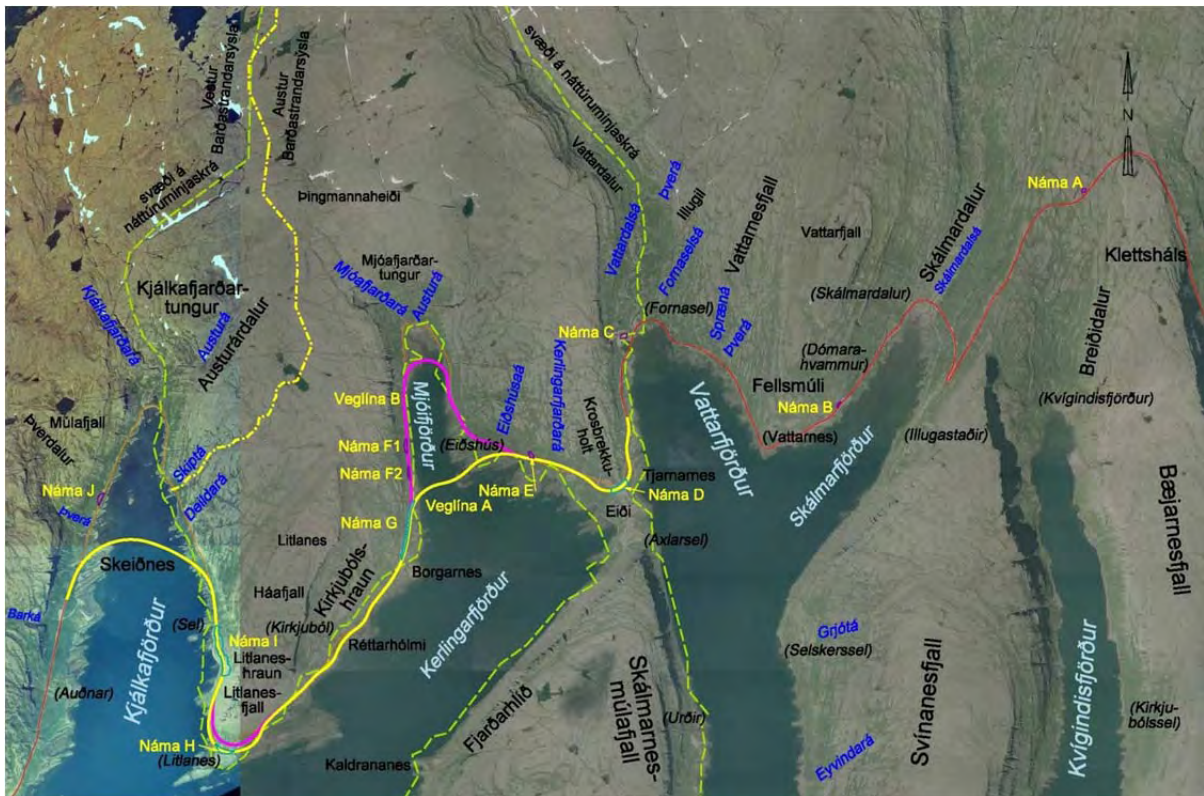 Vestur
Barðastrandarsýsla
Austur
Barðastrandarsýsla
svæði á
náttúruminjaskrá
svæði á náttúruminjaskrá
N
Náma A
Klettsháls
Þingmannaheiði
Vattardalur
Þverá
Illugil
Vattardalsá
Fornaselsá
Vattarnesfjall
Vattarfjall
Skálmardalur
Skálmardalsá
(Skálmardalur)
Kjálkafjarðar-
tungur
Kjálkafjarðará
Austurá
Austurárdalur
Mjóafjarðar-
tungur
Mjóafjarðará
Austurá
(Fornasel)
Spræná
Þverá
Náma C
(Dómara-
hvammur)
Breiðidalur
(Kvígindisfjörður)
Fellsmúli
Náma B
(Vattarnes)
(Illugastaðir)
Veglína B
Mjóifjörður
Eiðshúsaá
Kerlingarfjarðará
Krosbrekku-
holt
Vattarfjörður
Skálmarfjörður
Múlafjall
Þverdalur
Náma J
Þverá
Skiptá
Deildará
Náma F1
(Eiðshús)
Náma F2
Náma E
Tjarnarnes
Náma D
Veglína A
Eiði
(Axlarsel)
Bæjarnesfjall
Náma G
Skeiðnes
Litlanes
Borgarnes
Háafjall
Kirkjubóls-
hraun
(Kirkjuból)
Barká
(Sel)
Náma I
Réttarhólmi
Kerlingarfjörður
Grjótá
(Selskerssel)
Kjálkafjörður
Litlanes-
hraun
Litlanes-
fjall
(Auðnar)
Fjarðarhlíð
Skálmarnes-
múlafjall
(Urðir)
Svínanesfjall
Kvígindisfjörður
(Kirkju-
bólssel)
Náma H
(Litlanes)
Kaldrananes
Eyvindará